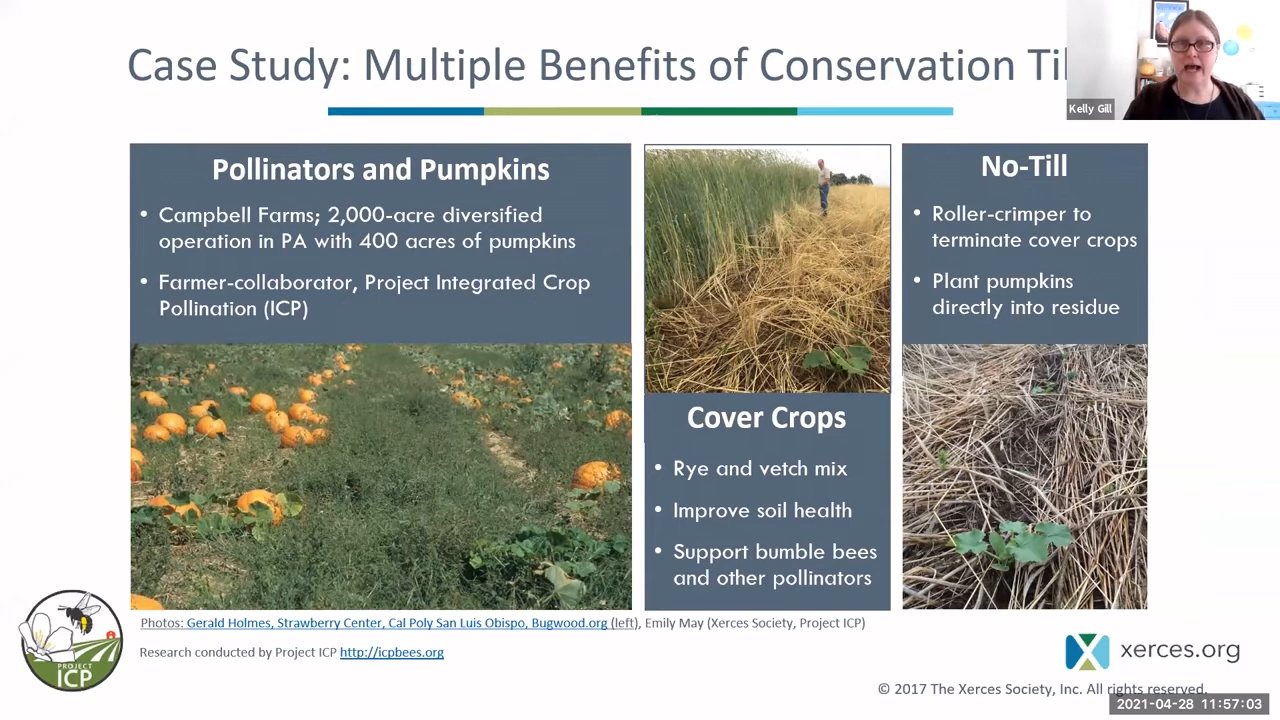 Case Study: Multiple Benefits of Conservation
Kelly Gill
Pollinators and Pumpkins
• Campbell Farms; 2,000-acre diversified
operation in PA with 400 acres of pumpkins
• Farmer-collaborator, Project Integrated Crop
Pollination (ICP)
Cover Crops
• Rye and vetch mix
• Improve soil health
• Support bumble bees
and other pollinators
No-Till
• Roller-crimper to
terminate cover crops
• Plant pumpkins
directly into residue
Photos: Gerald Holmes, Strawberry Center, Cal Poly San Luis Obispo, Bugwood.org (left), Emily May (Xerces Society, Project ICP)
Research conducted by Project ICP http://icpbees.org
PROJECT
ICP
xerces.org
© 2017 The Xerces Society, Inc. All rights reserved.
2021-04-28 11:57:03